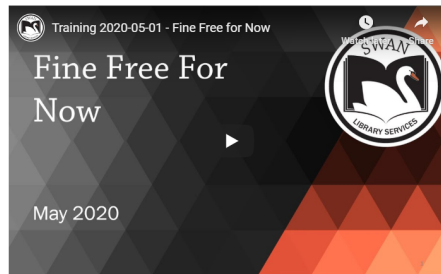 Training 2020-05-01 - Fine Free for Now
Watch later
Share
Fine Free For
Now
SWAN
LIBRARY SERVICES
May 2020